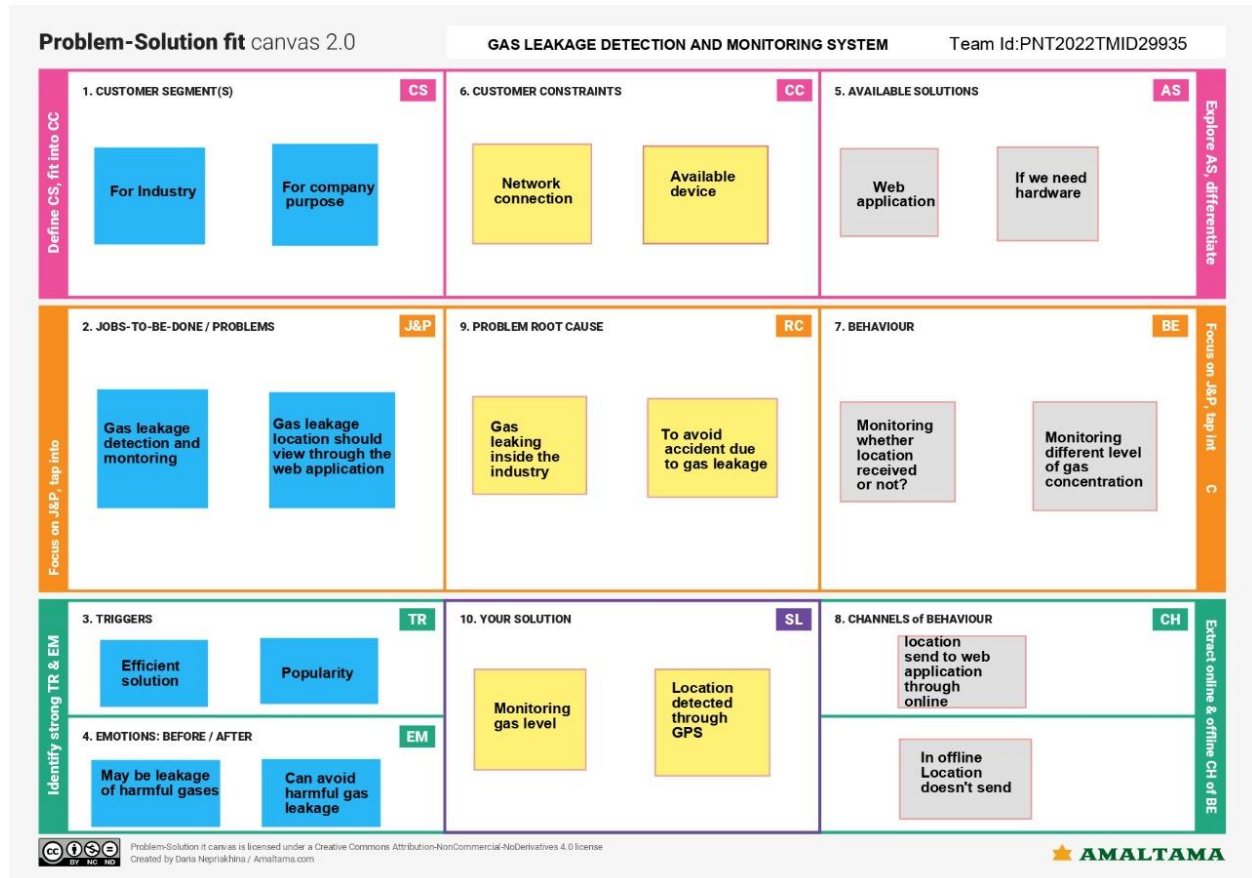 Problem-Solution fit canvas 2.0
GAS LEAKAGE DETECTION AND MONITORING SYSTEM
Team Id:PNT2022TMID29935
Define CS, fit into CC
1. CUSTOMER SEGMENT(S)
CS
For Industry
For company
purpose
6. CUSTOMER CONSTRAINTS
CC
Network
connection
Available
device
5. AVAILABLE SOLUTIONS
AS
Web
application
If we need
hardware
Explore AS, differentiate
Focus on J&P, tap into
2. JOBS-TO-BE-DONE / PROBLEMS
J&P
Gas leakage
detection and
montoring
Gas leakage
location should
view through the
web application
9. PROBLEM ROOT CAUSE
RC
Gas
leaking
inside the
industry
To avoid
accident due
to gas leakage
7. BEHAVIOUR
BE
Monitoring
whether
location
received
or not?
Monitoring
different level
of gas
concentration
Focus on J&P, tap int C
Identify strong TR & EM
3. TRIGGERS
TR
Efficient
solution
Popularity
4. EMOTIONS: BEFORE / AFTER
EM
May be leakage
of harmful gases
Can avoid
harmful gas
leakage
10. YOUR SOLUTION
SL
Monitoring
gas level
Location
detected
through
GPS
8. CHANNELS of BEHAVIOUR
CH
location
send to web
application
through
online
In offline
Location
doesn't send
Extract online & offline CH of BE
cc
BY NC ND
Problem-Solution it canvas is licensed under a Creative Commons Attribution-NonCommercial-NoDerivatives 4.0 license
Created by Daria Nepriakhina / Amaltama.com
AMALTAMA